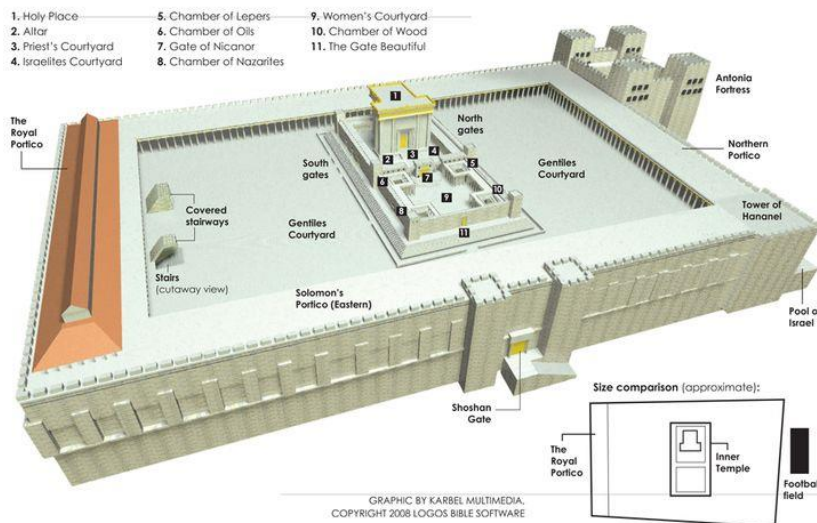 1. Holy Place
2. Altar
3. Priest's Courtyard
4. Israelites Courtyard
5. Chamber of Lepers
6. Chamber of Oils
7. Gate of Nicanor
8. Chamber of Nazarites
9. Women's Courtyard
10. Chamber of Wood
11. The Gate Beautiful
Antonia
Fortress
The
Royal
Portico
1
North
gates
Northern
Portico
2
3
4
5
South
gates
6
7
Gentiles
Courtyard
10
9
8
11
Covered
stairways
Gentiles
Courtyard
Tower of
Hananel
Stairs
(cutaway view)
Solomon's
Portico (Eastern)
Pool o
Israel
Shoshan
Gate
Size comparison (approximate):
The
Royal
Portico
Inner
Temple
Footbal
field
GRAPHIC BY KARBEL MULTIMEDIA,
COPYRIGHT 2008 LOGOS BIBLE SOFTWARE